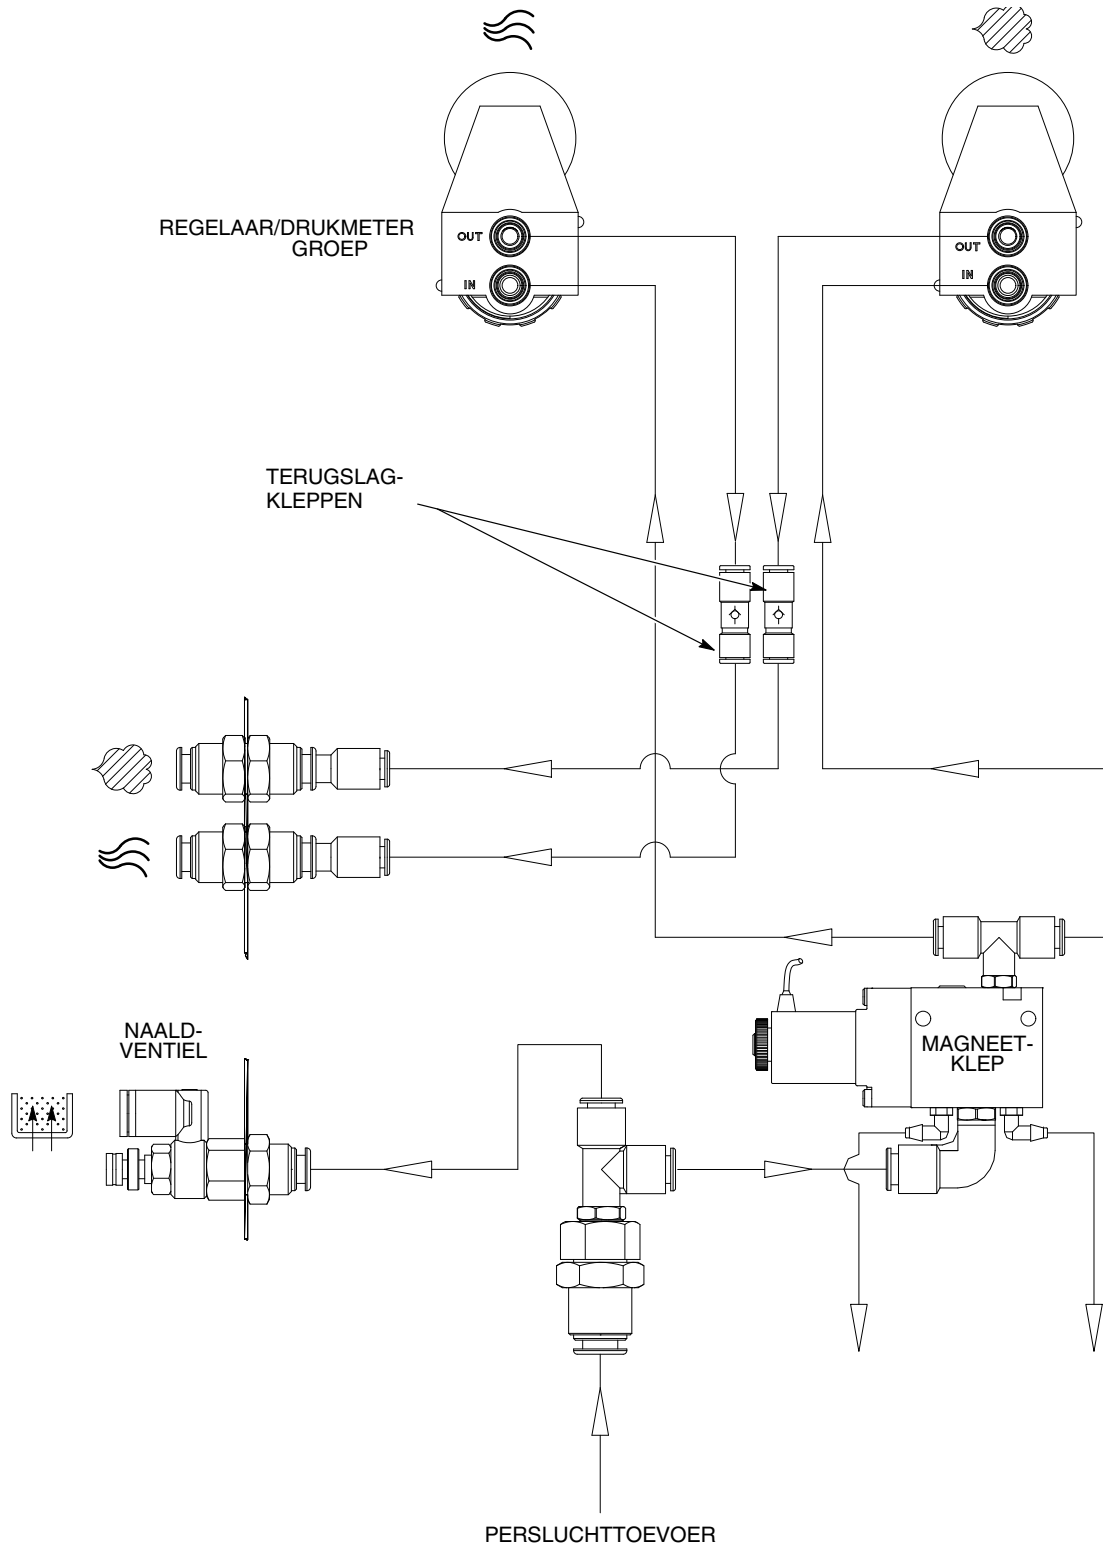 REGELAAR/DRUKMETER
GROEP
OUT
IN
OUT
IN
TERUGSLAG-
KLEPPEN
NAALD-
VENTIEL
MAGNEET-
KLEP
PERSLUCHTTOEVOER